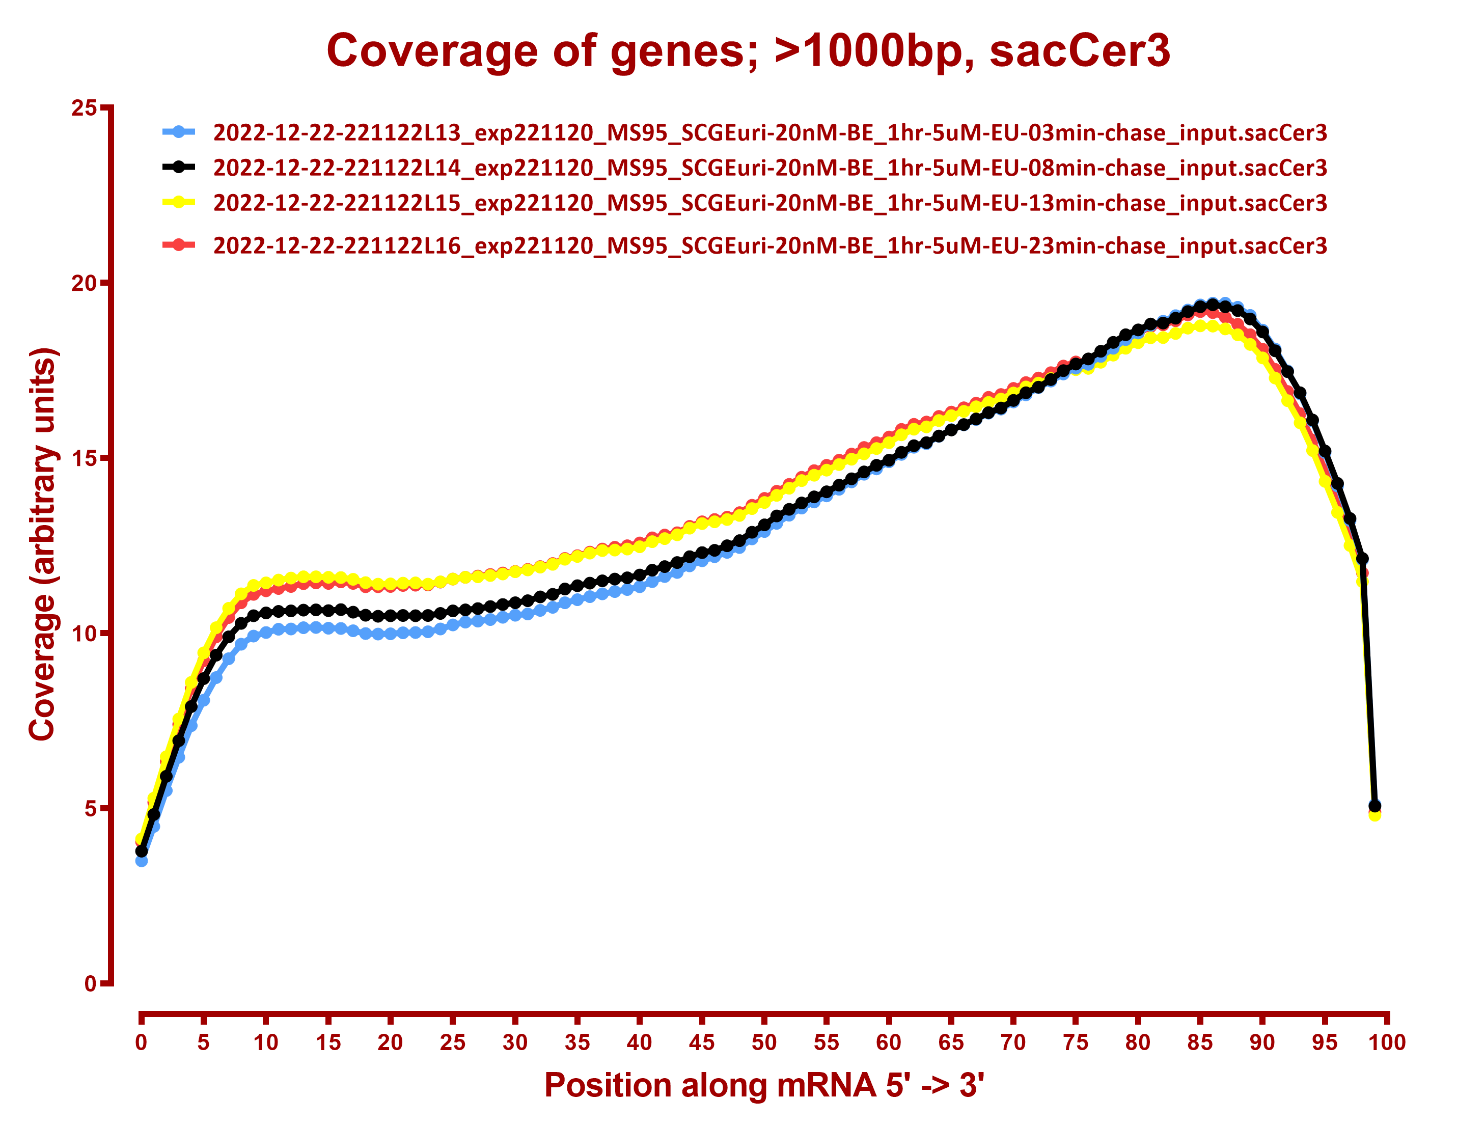 Coverage of genes; >1000bp, sacCer3
25
2022-12-22-221122L13_exp221120_MS95_SCGEuri-20nM-BE_1hr-5uM-EU-03min-chase_input.sacCer3
2022-12-22-221122L14_exp221120_MS95_SCGEuri-20nM-BE_1hr-5uM-EU-08min-chase_input.sacCer3
2022-12-22-221122L15_exp221120_MS95_SCGEuri-20nM-BE_1hr-5uM-EU-13min-chase_input.sacCer3
2022-12-22-221122L16_exp221120_MS95_SCGEuri-20nM-BE_1hr-5uM-EU-23min-chase_input.sacCer3
20
15
10
5
0
Coverage (arbitrary units)
0 5 10 15 20 25 30 35 40 45 50 55 60 65 70 75 80 85 90 95 100
Position along mRNA 5' -> 3'